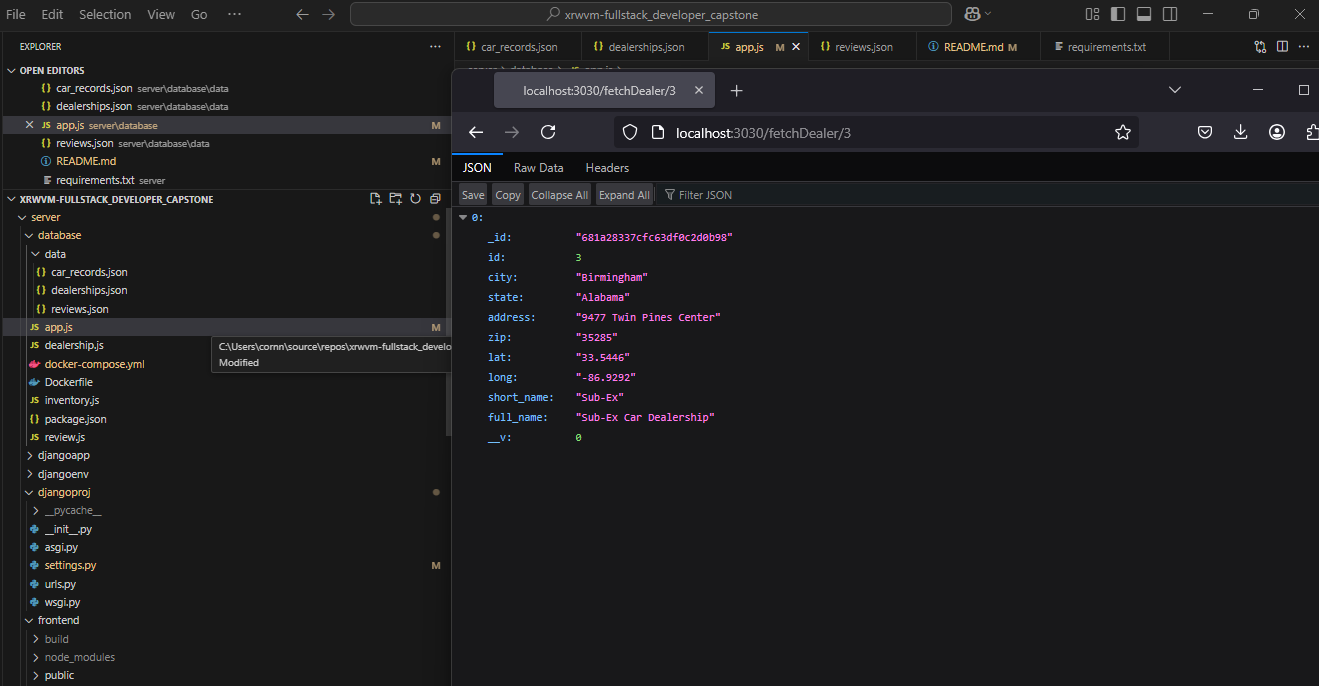 File Edit Selection View Go ··· xrwvm-fullstack_developer_capstone
EXPLORER ···
OPEN EDITORS
{} car_records.json server\database\data
{} dealerships.json server\database\data
JS app.js server\database M
{} reviews.json server\database\data
README.md M
requirements.txt server
XRWVM-FULLSTACK_DEVELOPER_CAPSTONE
server
database
data
{} car_records.json
{} dealerships.json
{} reviews.json
JS app.js M
JS dealership.js
docker-compose.yml
Dockerfile
JS inventory.js
{} package.json
JS review.js
djangoapp
djangoenv
djangoproj
__pycache__
__init__.py
asgi.py
settings.py M
urls.py
wsgi.py
frontend
build
node_modules
public
C:\Users\cornn\source\repos\xrwvm-fullstack_develo
Modified
{} car_records.json {} dealerships.json JS app.js M {} reviews.json README.md M requirements.txt
localhost:3030/fetchDealer/3
localhost:3030/fetchDealer/3
JSON Raw Data Headers
Save Copy Collapse All Expand All Filter JSON
0:
_id: "681a28337cfc63df0c2d0b98"
id: 3
city: "Birmingham"
state: "Alabama"
address: "9477 Twin Pines Center"
zip: "35285"
lat: "33.5446"
long: "-86.9292"
short_name: "Sub-Ex"
full_name: "Sub-Ex Car Dealership"
__v: 0